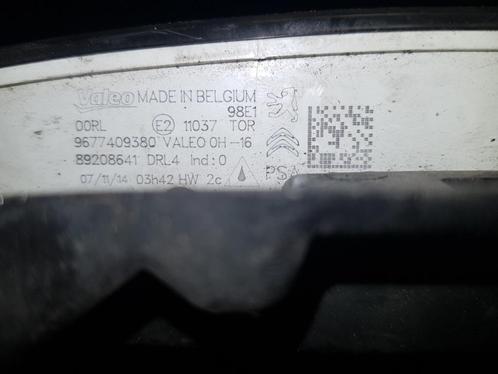 Valeo MADE IN BELGIUM
98E1
00RL E2 11037 TOR
9677409380 VALEO 0H-16
89208641 DRL4 Ind:0
07/11/14 03h42 HW 2c PSA